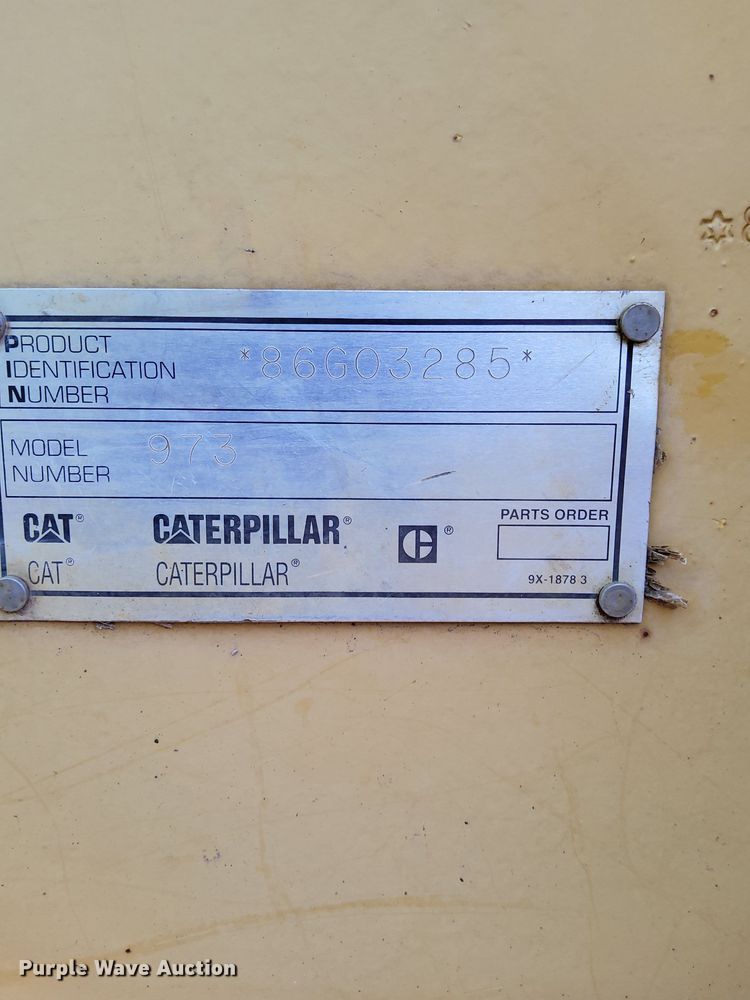 PRODUCT
IDENTIFICATION
NUMBER
*86G03285*
MODEL
NUMBER
973
CAT® CATERPILLAR® C®
CAT® CATERPILLAR®
PARTS ORDER
9X-1878 3
Purple Wave Auction